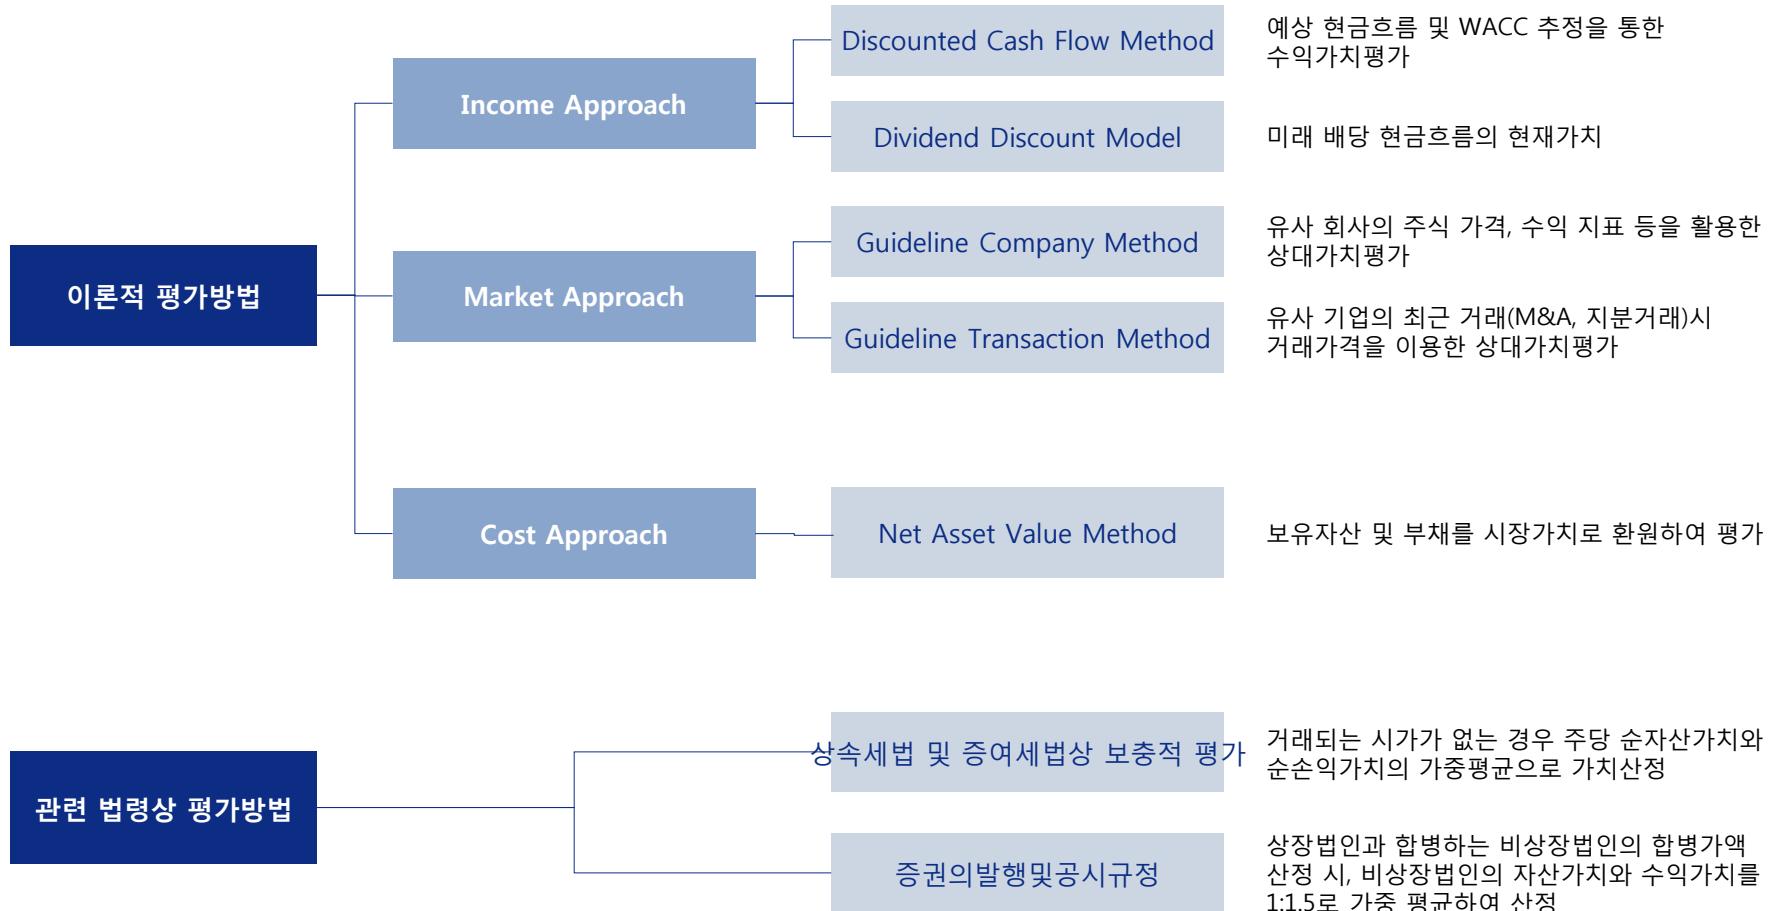 Discounted Cash Flow Method
예상 현금흐름 및 WACC 추정을 통한
수익가치평가
Income Approach
Dividend Discount Model
미래 배당 현금흐름의 현재가치
Guideline Company Method
유사 회사의 주식 가격, 수익 지표 등을 활용한
상대가치평가
이론적 평가방법
Market Approach
Guideline Transaction Method
유사 기업의 최근 거래(M&A, 지분거래)시
거래가격을 이용한 상대가치평가
Cost Approach
Net Asset Value Method
보유자산 및 부채를 시장가치로 환원하여 평가
상속세법 및 증여세법상 보충적 평가
거래되는 시가가 없는 경우 주당 순자산가치와
순손익가치의 가중평균으로 가치산정
관련 법령상 평가방법
증권의발행및공시규정
상장법인과 합병하는 비상장법인의 합병가액
산정 시, 비상장법인의 자산가치와 수익가치를
1:1.5로 가중 평균하여 산정